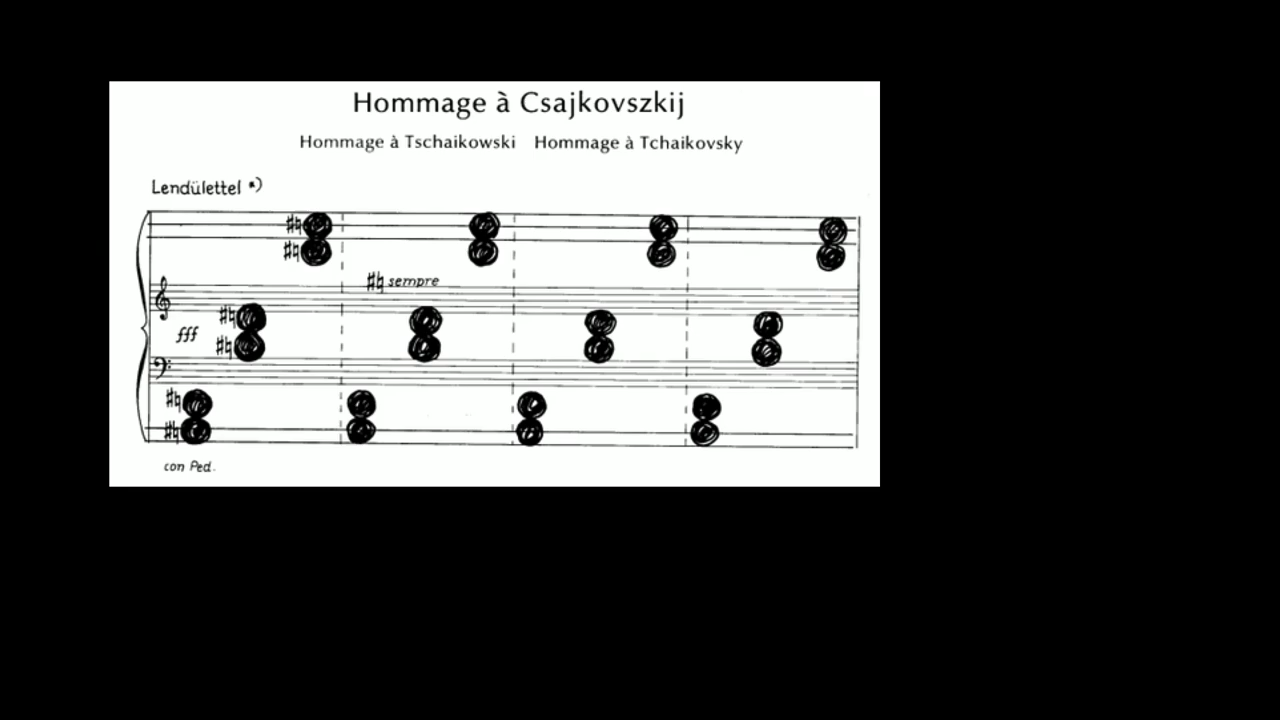 Hommage à Csajkovszkij
Hommage à Tschaikowski Hommage à Tchaikovsky
Lendülettel *)
sempre
fff
con Ped.